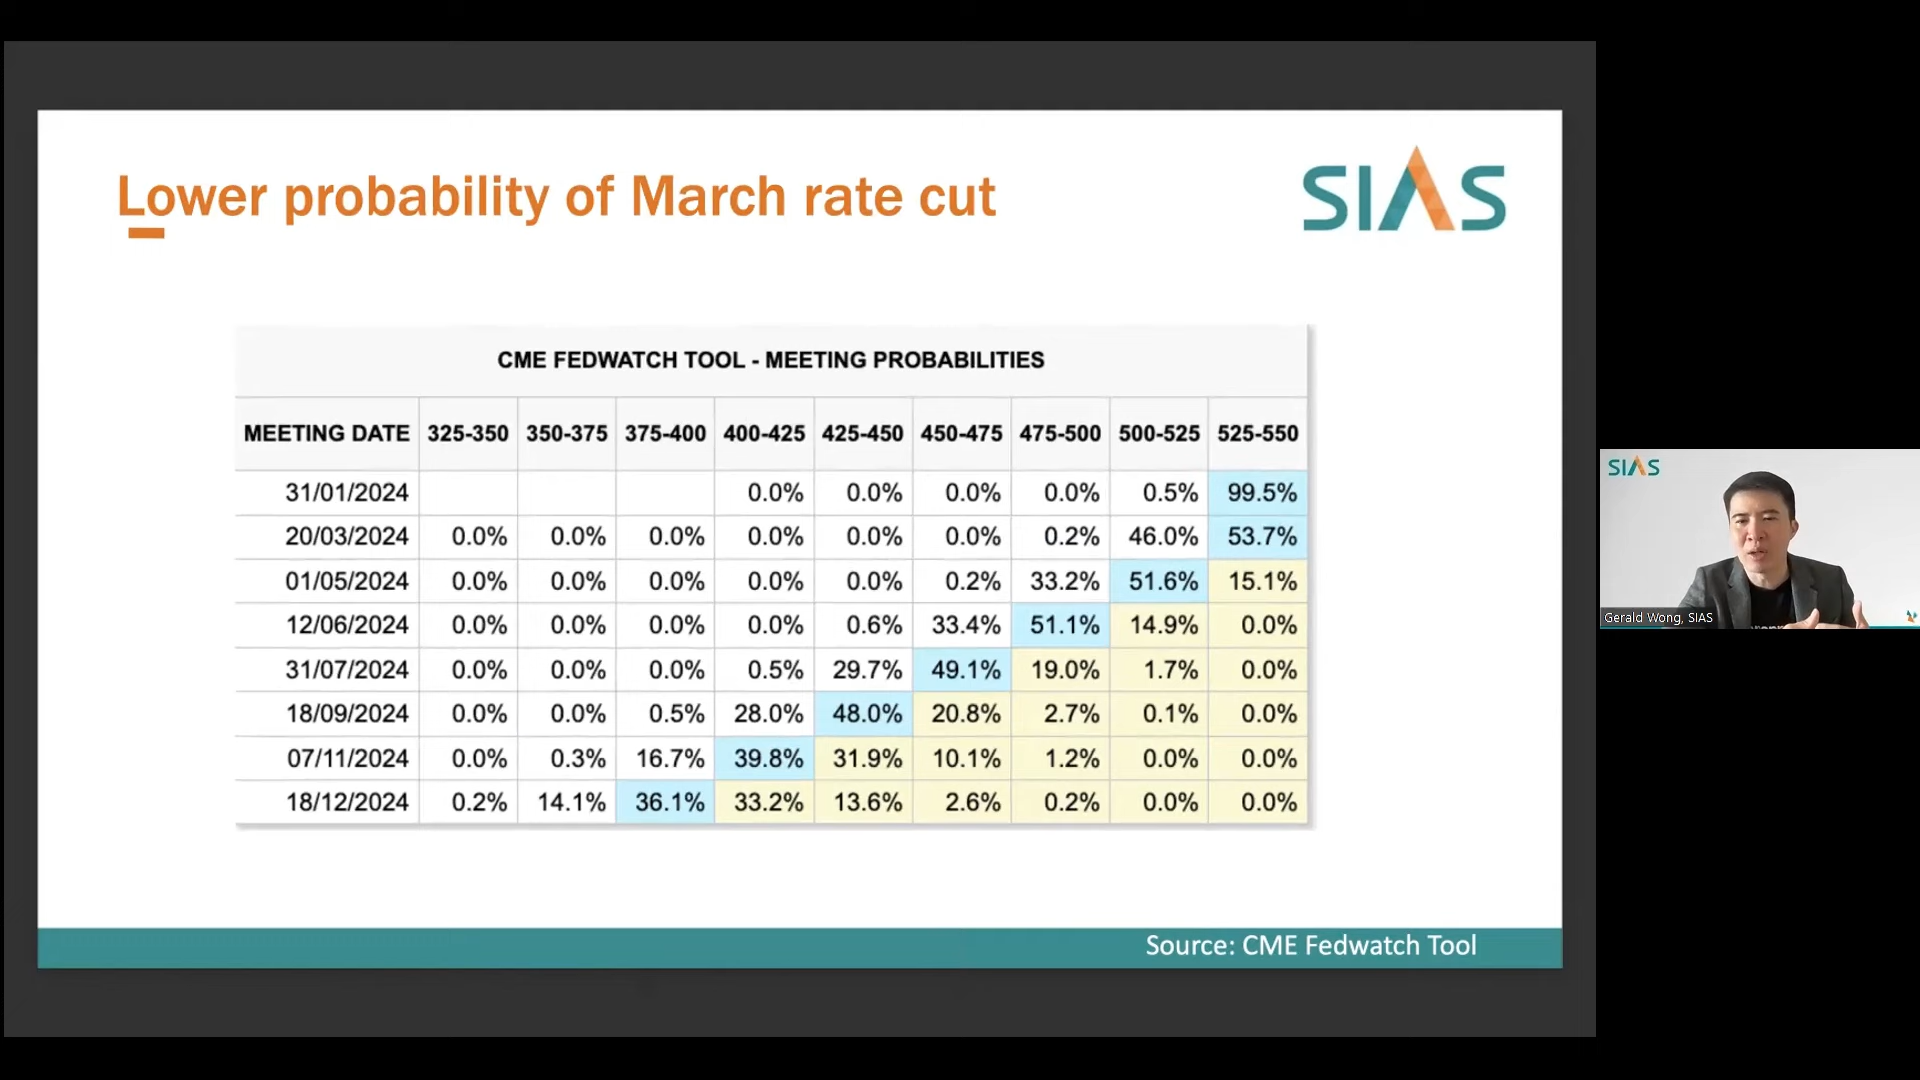 Lower probability of March rate cut
SIAS
CME FEDWATCH TOOL - MEETING PROBABILITIES
MEETING DATE 325-350 350-375 375-400 400-425 425-450 450-475 475-500 500-525 525-550
31/01/2024 0.0% 0.0% 0.0% 0.0% 0.5% 99.5%
20/03/2024 0.0% 0.0% 0.0% 0.0% 0.0% 0.0% 0.2% 46.0% 53.7%
01/05/2024 0.0% 0.0% 0.0% 0.0% 0.0% 0.2% 33.2% 51.6% 15.1%
12/06/2024 0.0% 0.0% 0.0% 0.0% 0.6% 33.4% 51.1% 14.9% 0.0%
31/07/2024 0.0% 0.0% 0.0% 0.5% 29.7% 49.1% 19.0% 1.7% 0.0%
18/09/2024 0.0% 0.0% 0.5% 28.0% 48.0% 20.8% 2.7% 0.1% 0.0%
07/11/2024 0.0% 0.3% 16.7% 39.8% 31.9% 10.1% 1.2% 0.0% 0.0%
18/12/2024 0.2% 14.1% 36.1% 33.2% 13.6% 2.6% 0.2% 0.0% 0.0%
Source: CME Fedwatch Tool
SIAS
Gerald Wong, SIAS